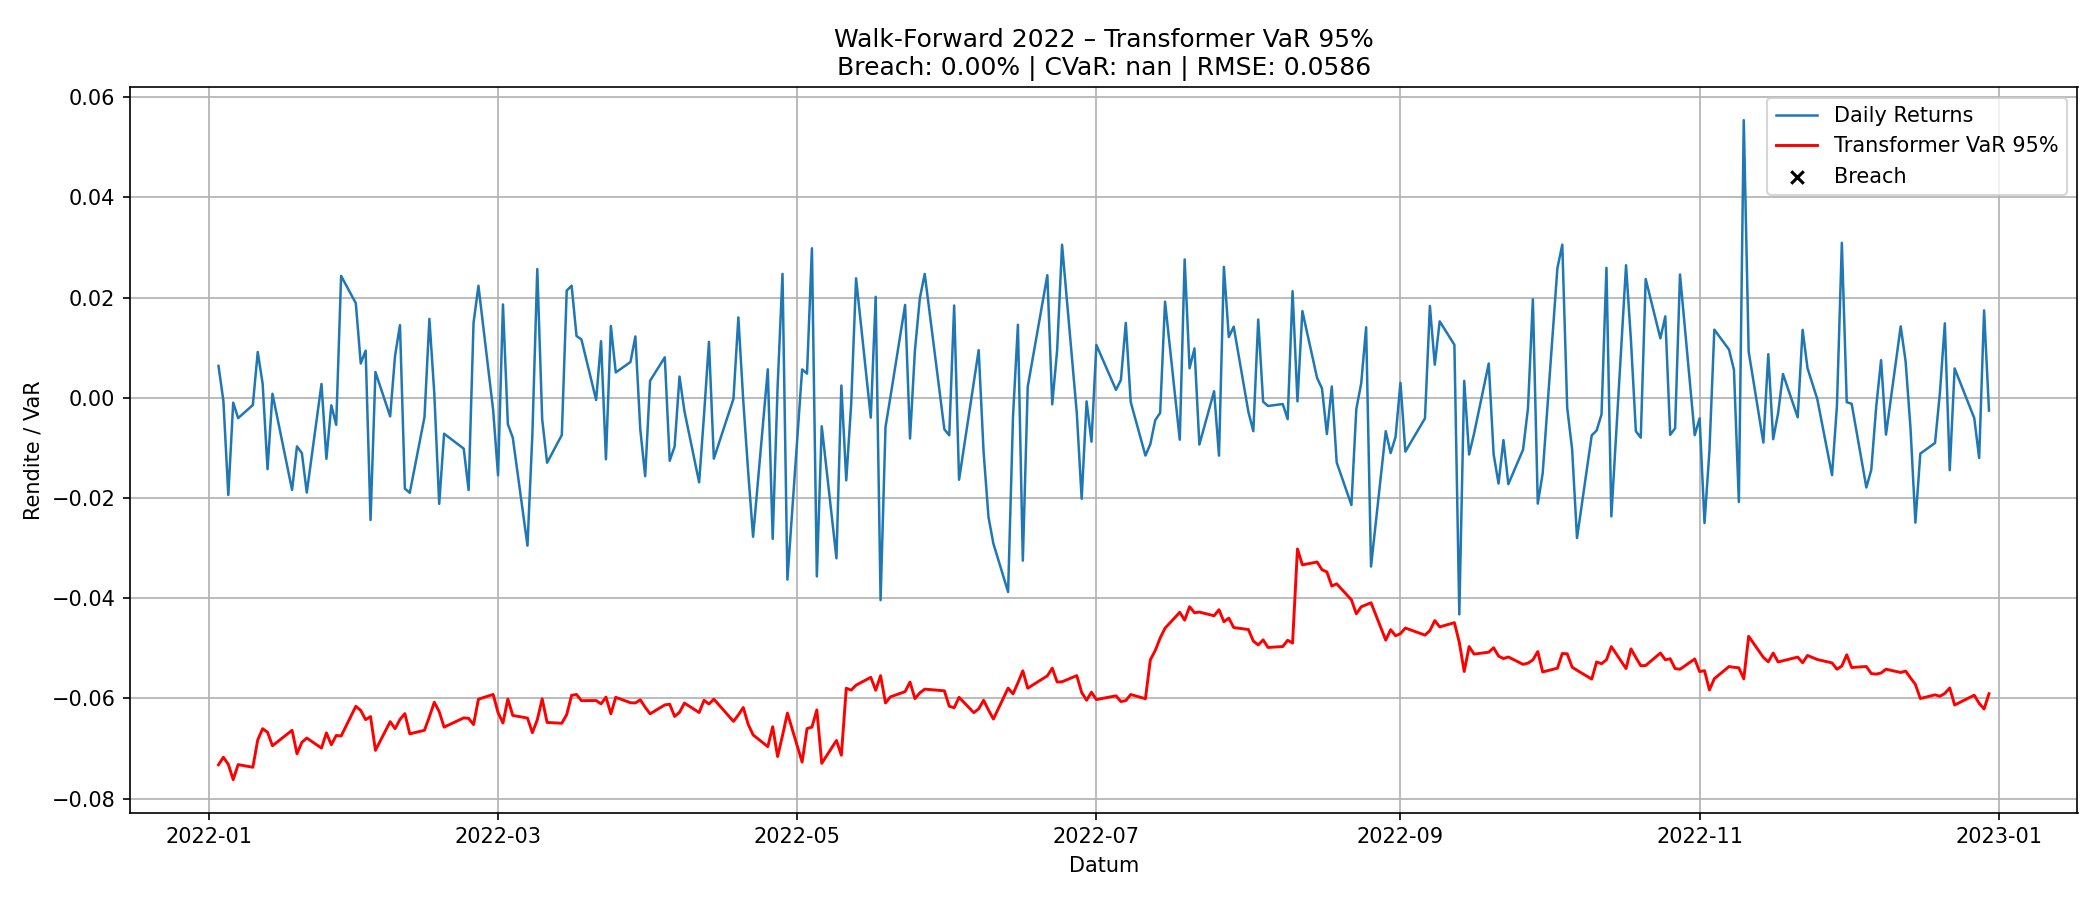 Walk-Forward 2022 – Transformer VaR 95%
Breach: 0.00% | CVaR: nan | RMSE: 0.0586
Daily Returns
Transformer VaR 95%
Breach
Rendite / VaR
0.06
0.04
0.02
0.00
−0.02
−0.04
−0.06
−0.08
2022-01 2022-03 2022-05 2022-07 2022-09 2022-11 2023-01
Datum